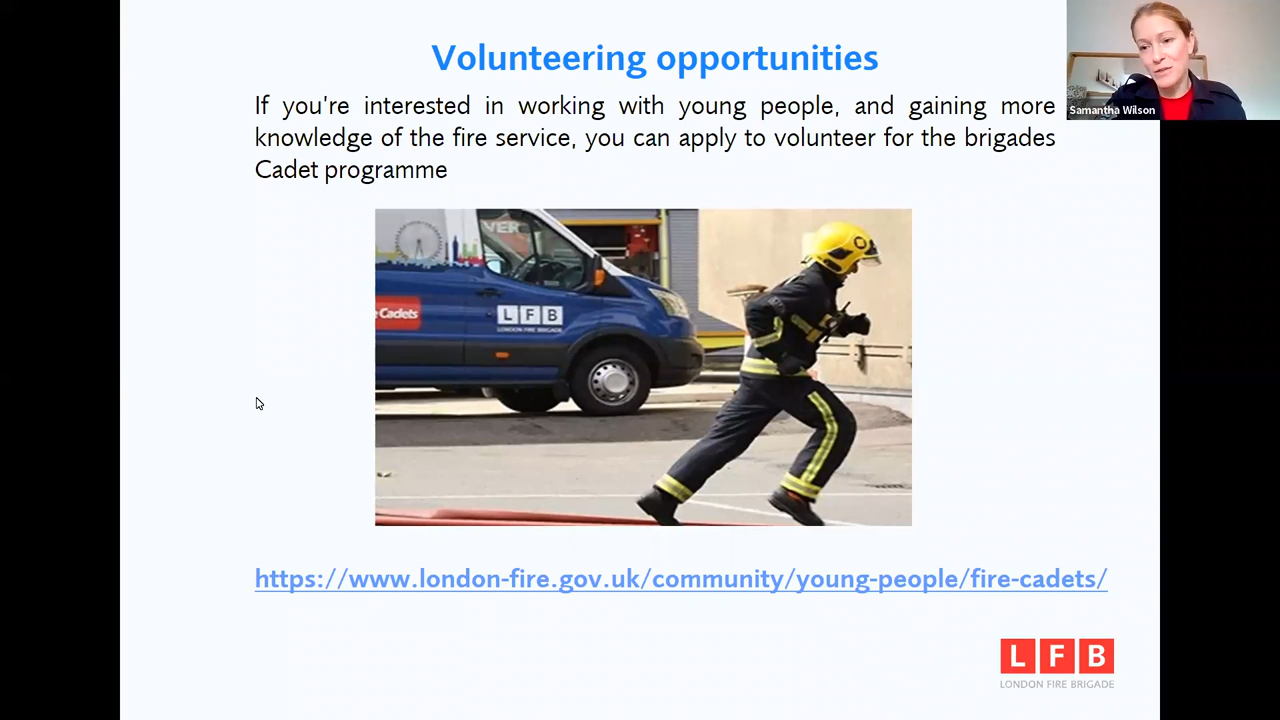 Volunteering opportunities
If you're interested in working with young people, and gaining more
knowledge of the fire service, you can apply to volunteer for the brigades
Cadet programme
Samantha Wilson
VER
Cadets
LFB
LONDON FIRE BRIGADE
https://www.london-fire.gov.uk/community/young-people/fire-cadets/
LFB
LONDON FIRE BRIGADE